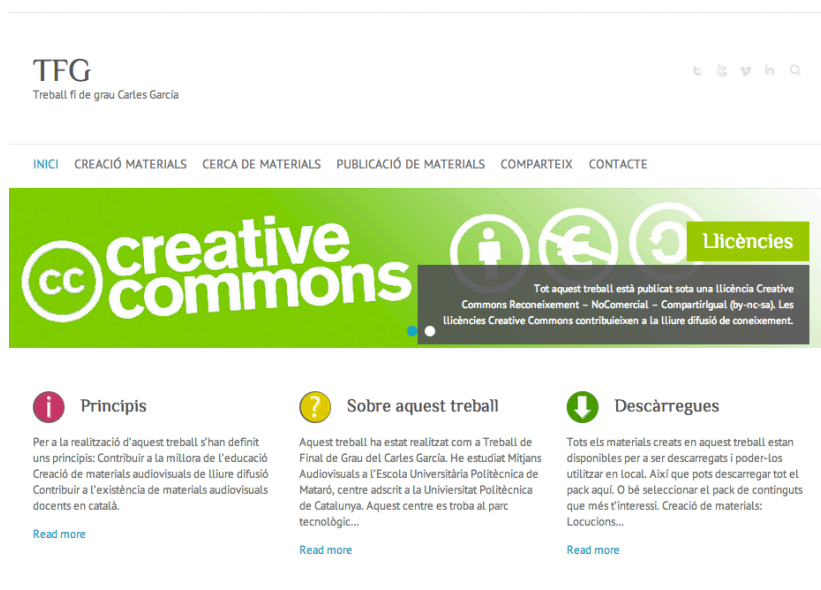 TFG
Treball fi de grau Carles García
INICI CREACIÓ MATERIALS CERCA DE MATERIALS PUBLICACIÓ DE MATERIALS COMPARTEIX CONTACTE
cc creative commons
Llicències
Tot aquest treball està publicat sota una llicència Creative
Commons Reconeixement – NoComercial – CompartirIgual (by-nc-sa). Les
llicències Creative Commons contribuieixen a la lliure difusió de coneixement.
Principis
Per a la realització d'aquest treball s'han definit
uns principis: Contribuir a la millora de l'educació
Creació de materials audiovisuals de lliure difusió
Contribuir a l'existència de materials audiovisuals
docents en català.
Read more
Sobre aquest treball
Aquest treball ha estat realitzat com a Treball de
Final de Grau del Carles García. He estudiat Mitjans
Audiovisuals a l'Escola Universitària Politècnica de
Mataró, centre adscrit a la Univiersitat Politècnica
de Catalunya. Aquest centre es troba al parc
tecnològic...
Read more
Descàrregues
Tots els materials creats en aquest treball estan
disponibles per a ser descarregats i poder-los
utilitzar en local. Així que pots descarregar tot el
pack aquí. O bé seleccionar el pack de continguts
que més t'interessi. Creació de materials:
Locucions...
Read more